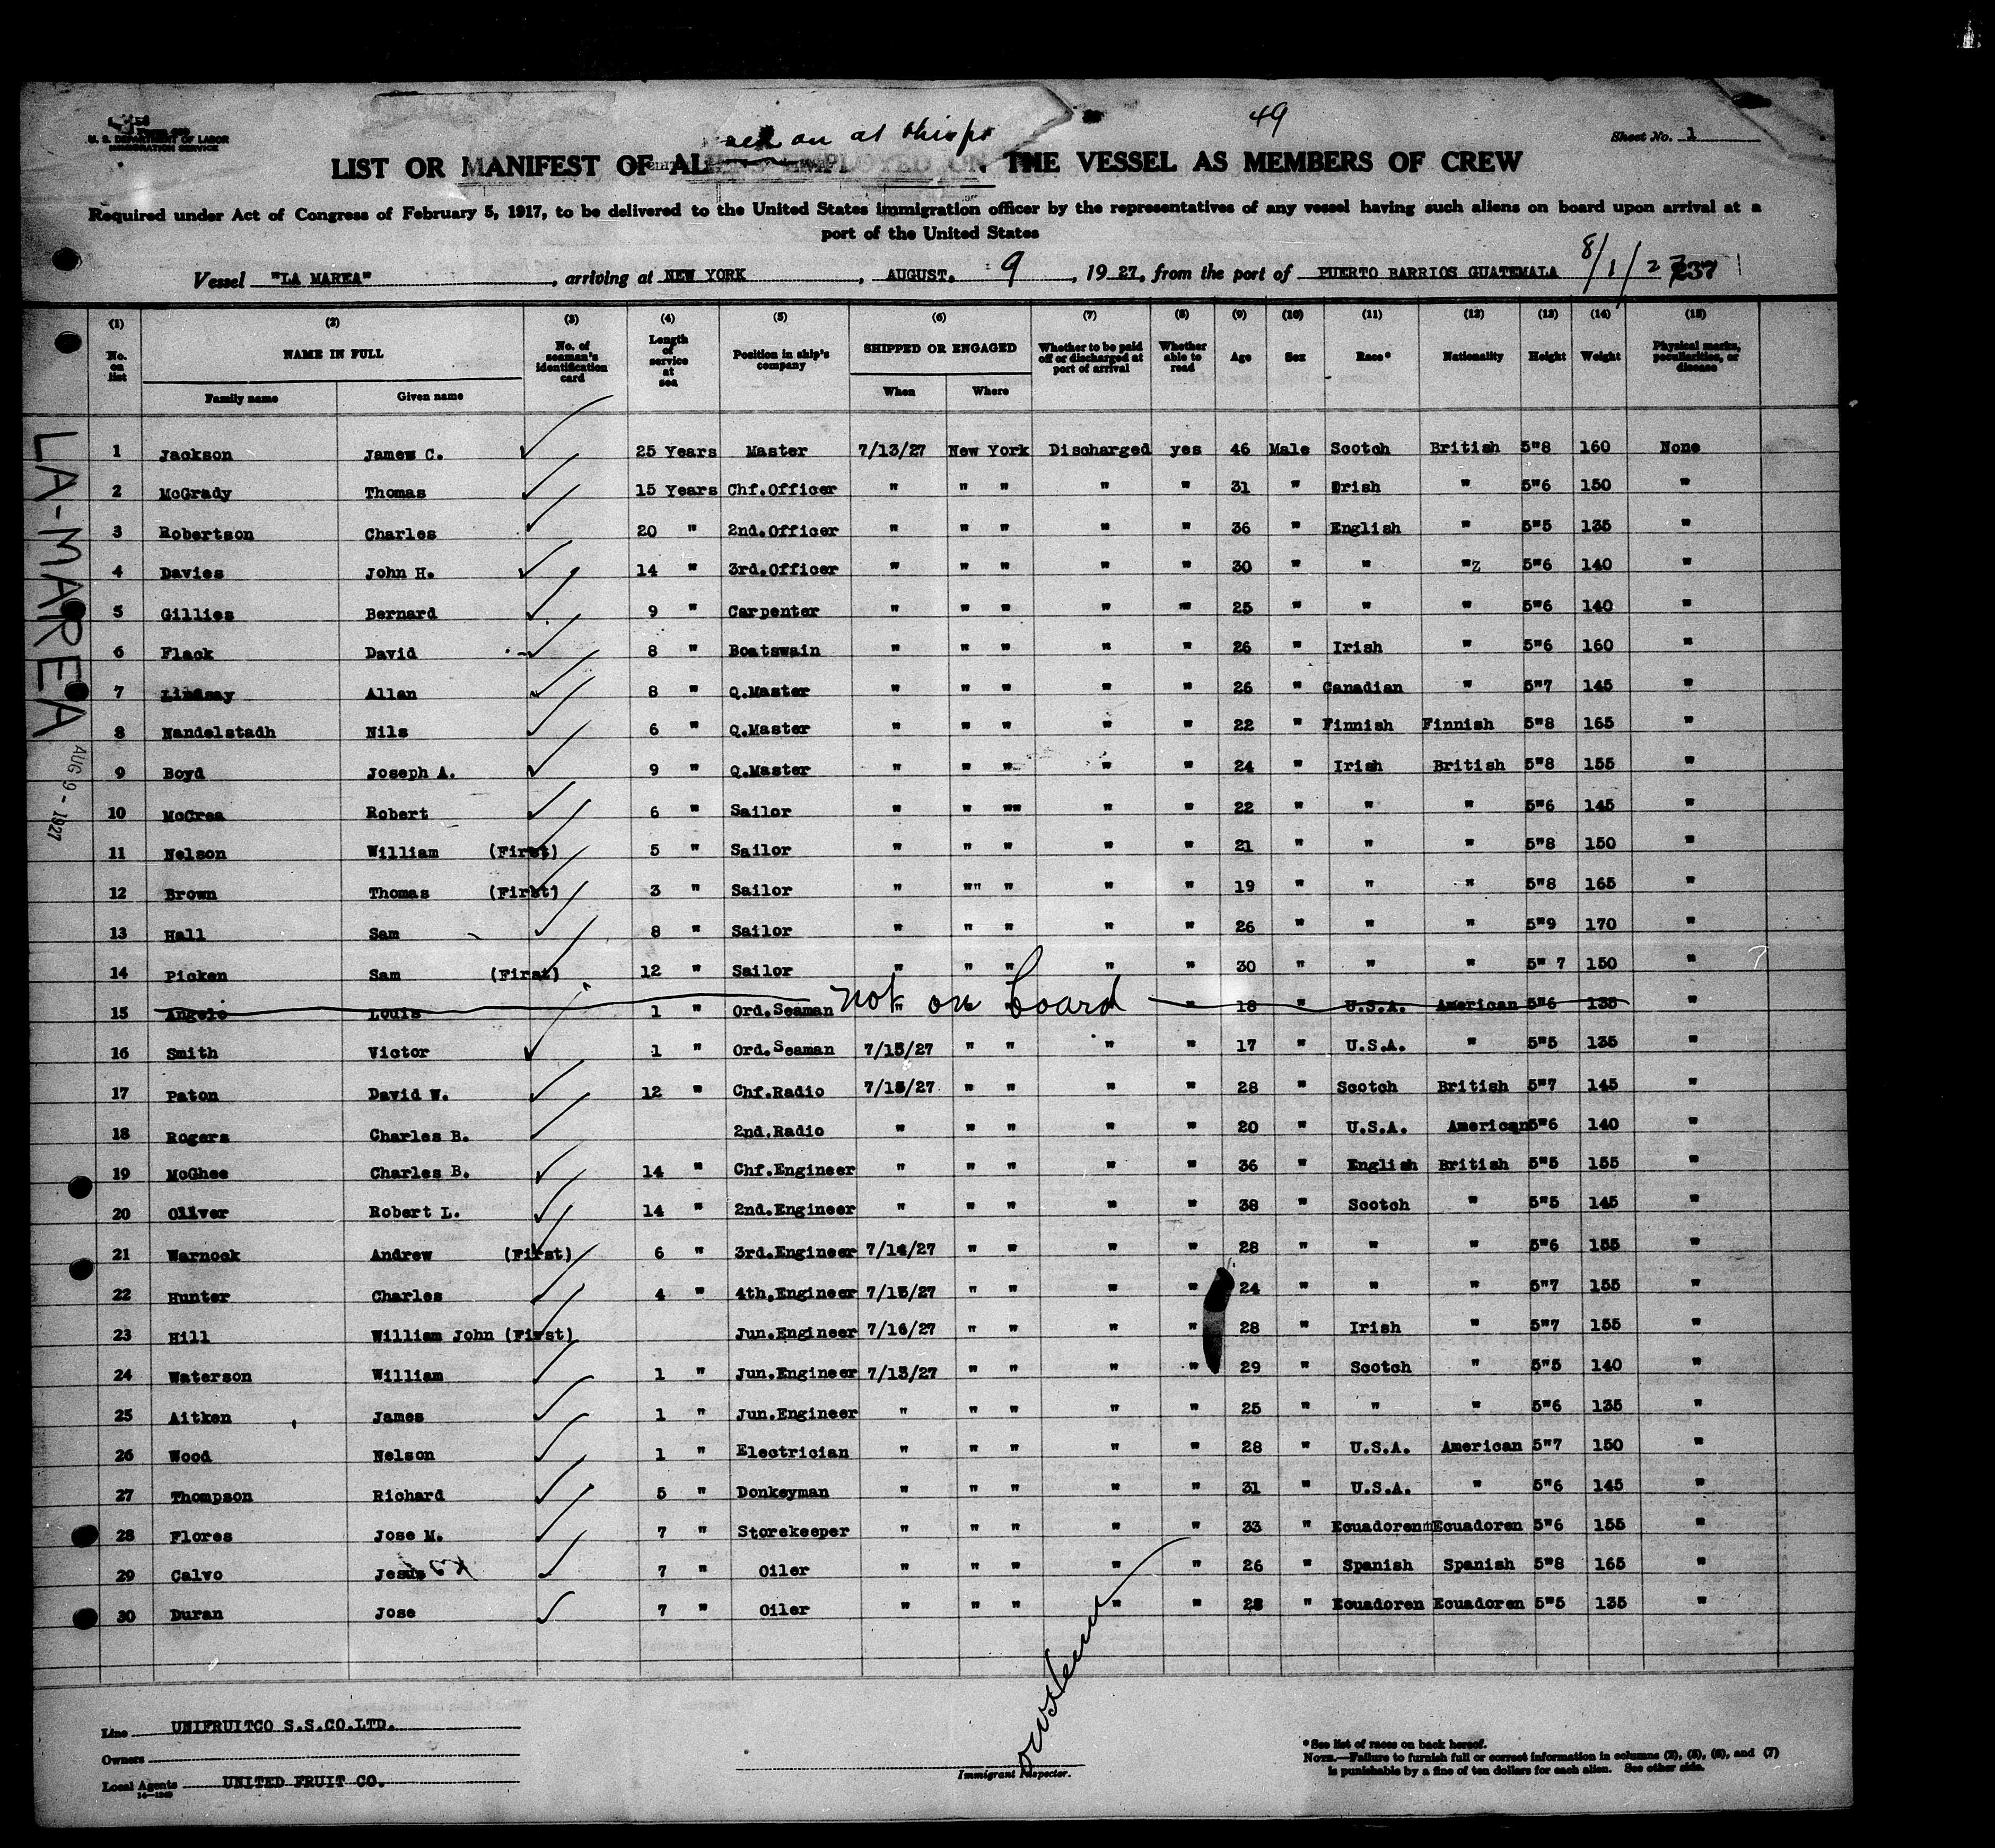 U. S. DEPARTMENT OF LABOR
IMMIGRATION SERVICE
on at
49
Sheet No. 1
LIST OR MANIFEST OF ALIENS EMPLOYED ON THE VESSEL AS MEMBERS OF CREW
Required under Act of Congress of February 5, 1917, to be delivered to the United States immigration officer by the representatives of any vessel having such aliens on board upon arrival at a
port of the United States
Vessel "LA MAREA", arriving at NEW YORK, AUGUST. 9, 1927, from the port of PUERTO BARRIOS GUATEMALA 8/1/27 237
(1) (2) (3) (4) (5) (6) (7) (8) (9) (10) (11) (12) (13) (14) (15)
No. on list NAME IN FULL Family name Given name No. of seaman's identification card Length of service at sea Position in ship's company SHIPPED OR ENGAGED When Where Whether to be paid off or discharged at port of arrival Whether able to read Age Sex Race* Nationality Height Weight Physical marks, peculiarities, or disease
1 Jackson James C. 25 Years Master 7/13/27 New York Discharged yes 46 Male Scotch British 5"8 160 None
2 McGrady Thomas 15 Years Chf.Officer " " " " " 31 " Irish " 5"6 150 "
3 Robertson Charles 20 " 2nd.Officer " " " " " 36 " English " 5"5 135 "
4 Davies John H. 14 " 3rd.Officer " " " " " 30 " " "z 5"6 140 "
5 Gillies Bernard 9 " Carpenter " " " " " 25 " " " 5"6 140 "
6 Flack David 8 " Boatswain " " " " " 26 " Irish " 5"6 160 "
7 Lindsay Allan 8 " Q.Master " " " " " 26 " Canadian " 5"7 145 "
8 Nandelstadh Nils 6 " Q.Master " " " " " 22 " Finnish Finnish 5"8 165 "
9 Boyd Joseph A. 9 " Q.Master " " " " " 24 " Irish British 5"8 155 "
10 McCrea Robert 6 " Sailor " " "" " " 22 " " " 5"6 145 "
11 Nelson William (First) 5 " Sailor " " " " " 21 " " " 5"8 150 "
12 Brown Thomas (First) 3 " Sailor " "" " " " 19 " " " 5"8 165 "
13 Hall Sam 8 " Sailor " " " " " 26 " " " 5"9 170 "
14 Picken Sam (First) 12 " Sailor " " " " " 30 " " " 5" 7 150 "
15 Angelo Louis 1 " Ord.Seaman not on board " 18 " U.S.A. American 5"6 135 "
16 Smith Victor 1 " Ord.Seaman 7/15/27 " " " " 17 " U.S.A. " 5"5 135 "
17 Paton David W. 12 " Chf.Radio 7/13/27 " " " " 28 " Scotch British 5"7 145 "
18 Rogers Charles B. 2nd.Radio " " " " " 20 " U.S.A. American 5"6 140 "
19 McGhee Charles B. 14 " Chf.Engineer " " " " " 36 " English British 5"5 155 "
20 Oliver Robert L. 14 " 2nd.Engineer " " " " " 38 " Scotch " 5"5 145 "
21 Warnock Andrew (First) 6 " 3rd.Engineer 7/14/27 " " " " 28 " " " 5"6 155 "
22 Hunter Charles 4 " 4th.Engineer 7/15/27 " " " " 24 " " " 5"7 155 "
23 Hill William John (First) Jun.Engineer 7/16/27 " " " " 28 " Irish " 5"7 155 "
24 Waterson William 1 " Jun.Engineer 7/13/27 " " " " 29 " Scotch " 5"5 140 "
25 Aitken James 1 " Jun.Engineer " " " " " 25 " " " 5"6 135 "
26 Wood Nelson 1 " Electrician " " " " " 28 " U.S.A. American 5"7 150 "
27 Thompson Richard 5 " Donkeyman " " " " " 31 " U.S.A. " 5"6 145 "
28 Flores Jose M. 7 " Storekeeper " " " " " 33 " Ecuadoren Ecuadoren 5"6 155 "
29 Calvo Jesus 7 " Oiler " " " " " 26 " Spanish Spanish 5"8 165 "
30 Duran Jose 7 " Oiler " " " " " 28 " Ecuadoren Ecuadoren 5"5 135 "
LA-MAREA
AUG 9 - 1927
Line UNIFRUITCO S.S.CO.LTD.
Owners
Local Agents UNITED FRUIT CO.
Immigrant Inspector.
*See list of races on back hereof.
NOTE.—Failure to furnish full or correct information in columns (2), (3), (6), and (7)
is punishable by a fine of ten dollars for each alien. See other side.